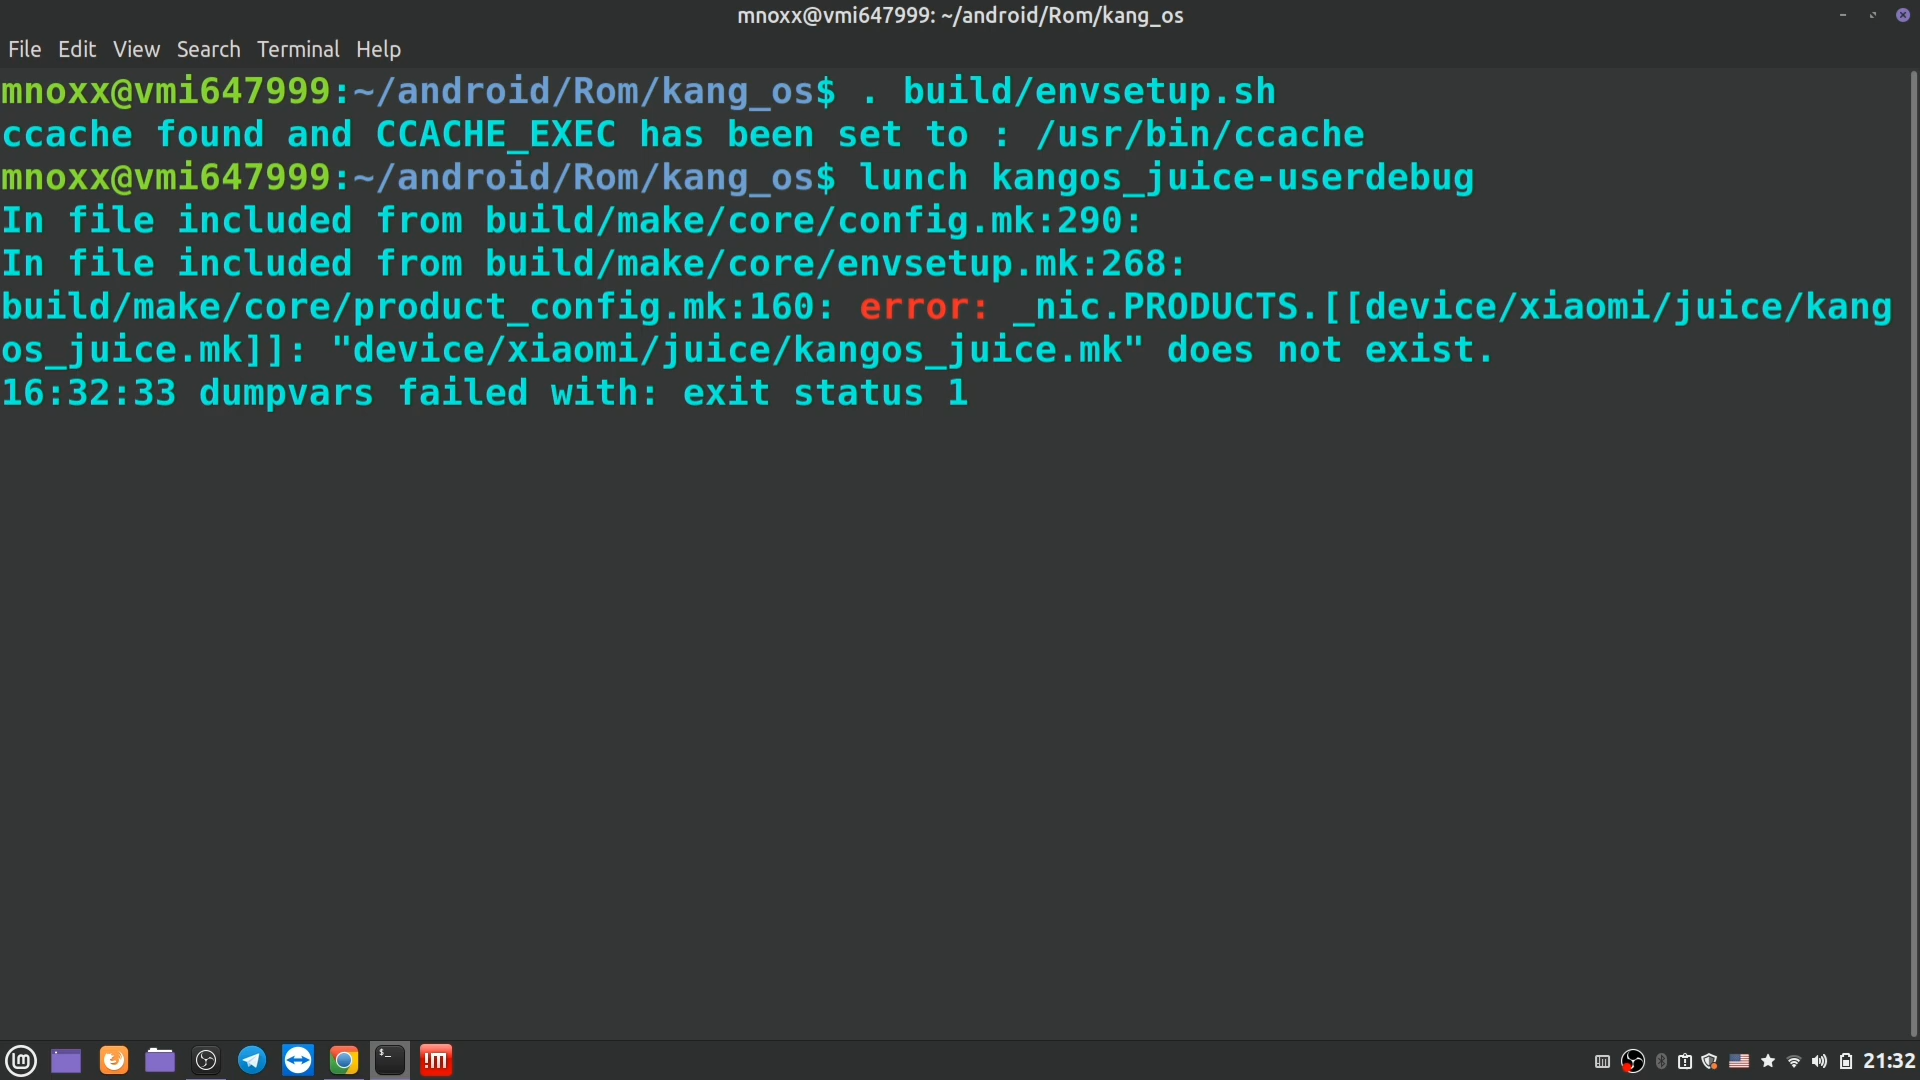 mnoxx@vmi647999: ~/android/Rom/kang_os
File Edit View Search Terminal Help
mnoxx@vmi647999:~/android/Rom/kang_os$ . build/envsetup.sh
ccache found and CCACHE_EXEC has been set to : /usr/bin/ccache
mnoxx@vmi647999:~/android/Rom/kang_os$ lunch kangos_juice-userdebug
In file included from build/make/core/config.mk:290:
In file included from build/make/core/envsetup.mk:268:
build/make/core/product_config.mk:160: error: _nic.PRODUCTS.[[device/xiaomi/juice/kang
os_juice.mk]]: "device/xiaomi/juice/kangos_juice.mk" does not exist.
16:32:33 dumpvars failed with: exit status 1
21:32